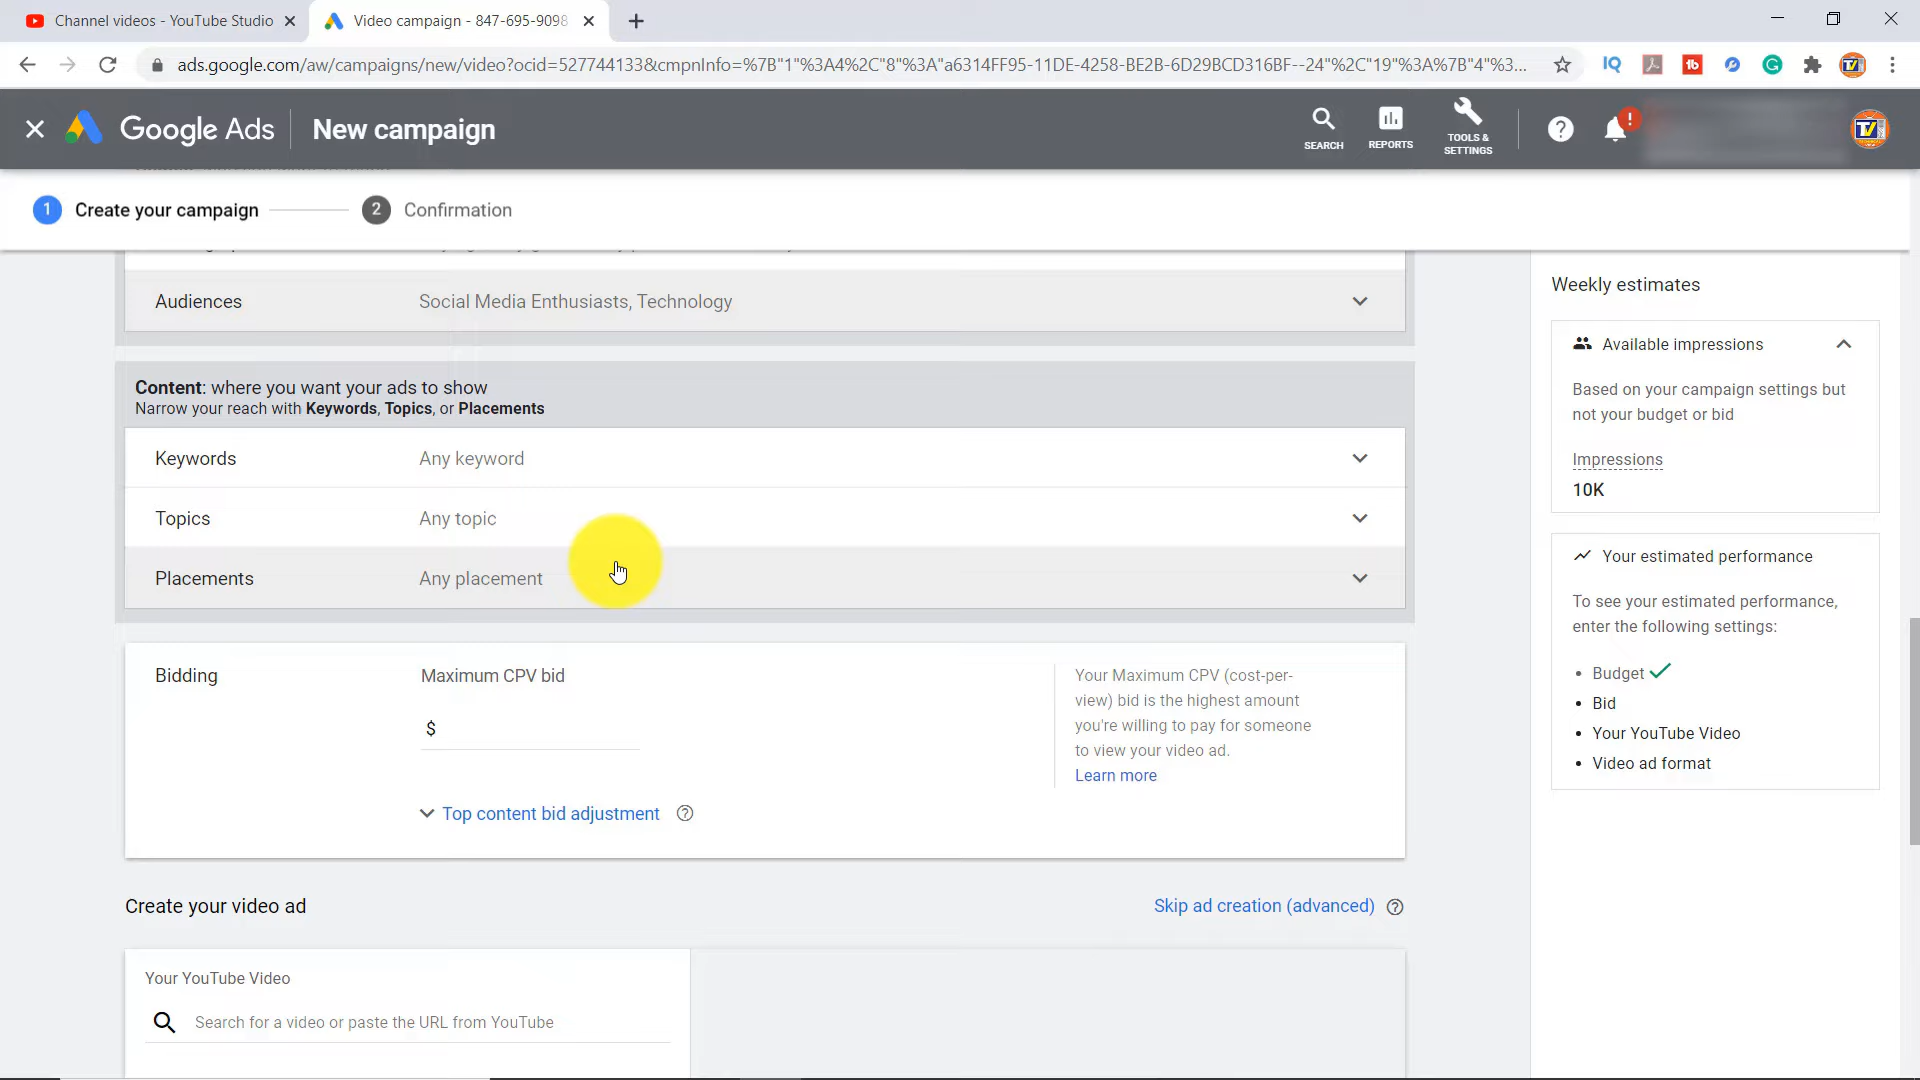 Channel videos - YouTube Studio
Video campaign - 847-695-9098
ads.google.com/aw/campaigns/new/video?ocid=527744133&cmpnInfo=%7B"1"%3A4%2C"8"%3A"a6314FF95-11DE-4258-BE2B-6D29BCD316BF--24"%2C"19"%3A%7B"4"%3...
Google Ads
New campaign
SEARCH
REPORTS
TOOLS & SETTINGS
1 Create your campaign
2 Confirmation
Audiences
Social Media Enthusiasts, Technology
Content: where you want your ads to show
Narrow your reach with Keywords, Topics, or Placements
Keywords
Any keyword
Topics
Any topic
Placements
Any placement
Bidding
Maximum CPV bid
$
Your Maximum CPV (cost-per-
view) bid is the highest amount
you're willing to pay for someone
to view your video ad.
Learn more
Top content bid adjustment
Create your video ad
Skip ad creation (advanced)
Your YouTube Video
Search for a video or paste the URL from YouTube
Weekly estimates
Available impressions
Based on your campaign settings but
not your budget or bid
Impressions
10K
Your estimated performance
To see your estimated performance,
enter the following settings:
• Budget
• Bid
• Your YouTube Video
• Video ad format